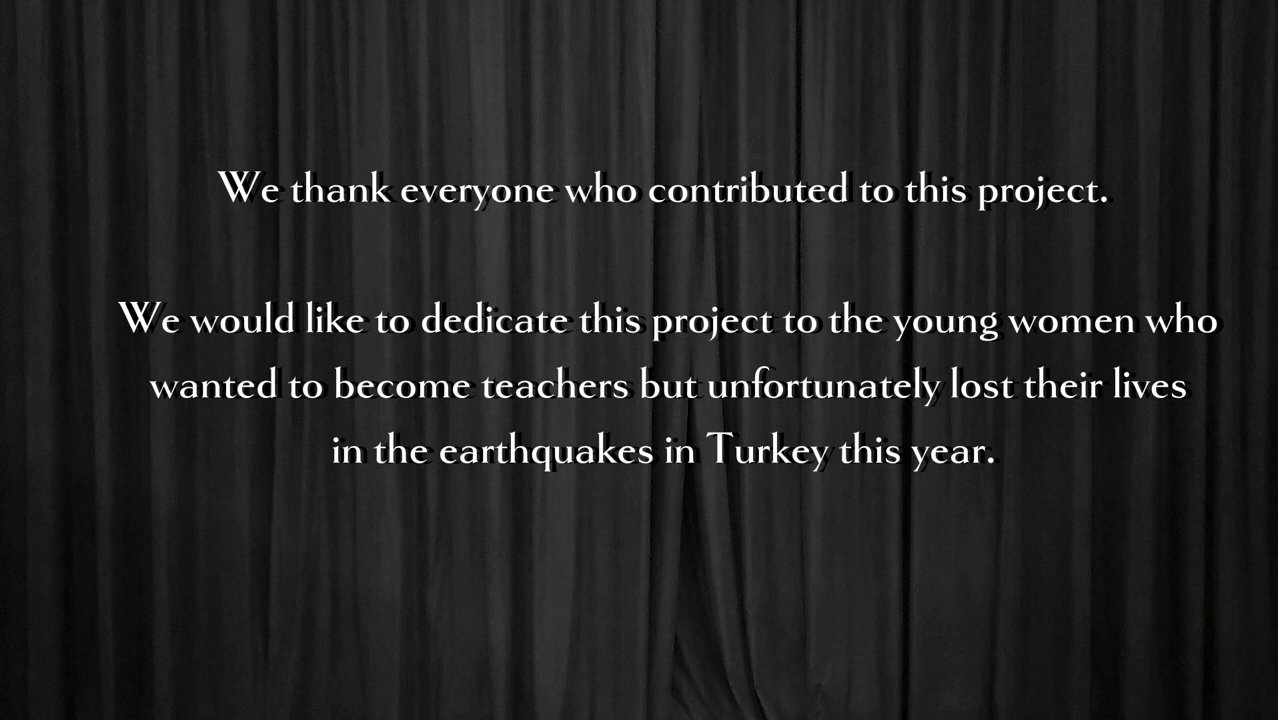 We thank everyone who contributed to this project.
We would like to dedicate this project to the young women who
wanted to become teachers but unfortunately lost their lives
in the earthquakes in Turkey this year.